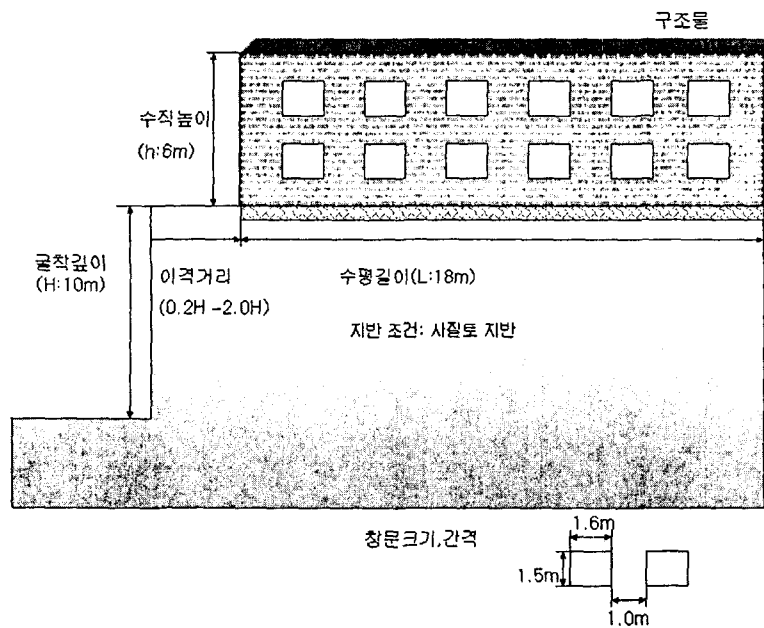 구조물
수직높이
(h:6m)
굴착깊이
(H:10m)
이격거리
(0.2H-2.0H)
수평길이(L:18m)
지반 조건: 사질토 지반
창문크기,간격
1.6m
1.5m
1.0m